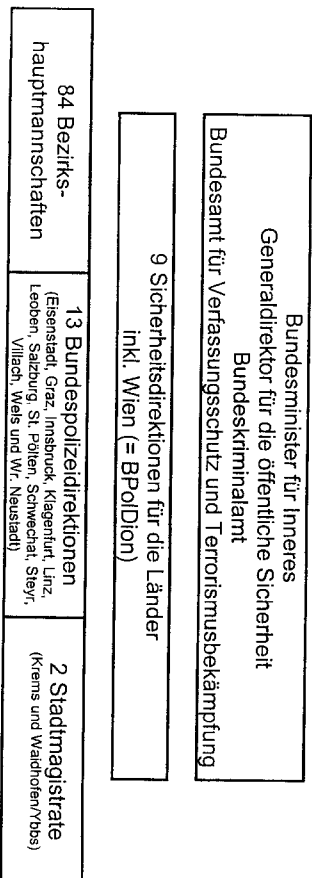 Bundesminister für Inneres
Generaldirektor für die öffentliche Sicherheit
Bundeskriminalamt
Bundesamt für Verfassungsschutz und Terrorismusbekämpfung
9 Sicherheitsdirektionen für die Länder
inkl. Wien (= BPolDion)
84 Bezirks-
hauptmannschaften
13 Bundespolizeidirektionen
(Eisenstadt, Graz, Innsbruck, Klagenfurt, Linz,
Leoben, Salzburg, St. Pölten, Schwechat, Steyr,
Villach, Wels und Wr. Neustadt)
2 Stadtmagistrate
(Krems und Waidhofen/Ybbs)